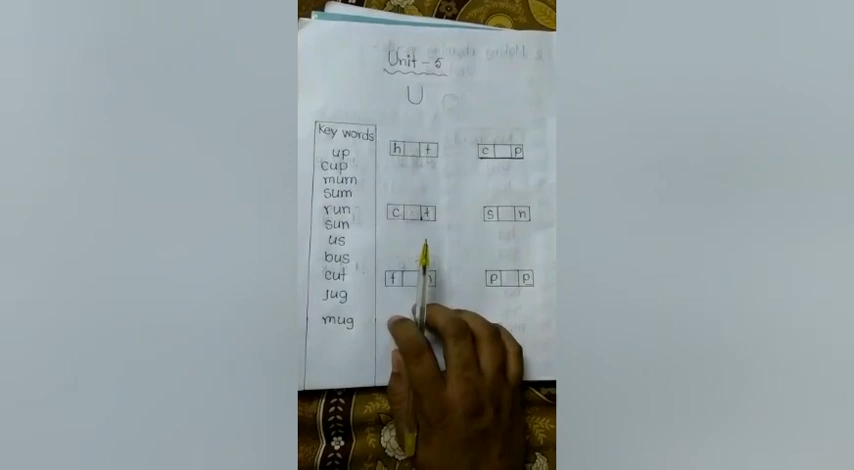 Unit - 5
U
Key words
up
cup
mum
sum
run
sun
us
bus
cut
Jug
mug
h t
c p
c t
s n
f n
p p